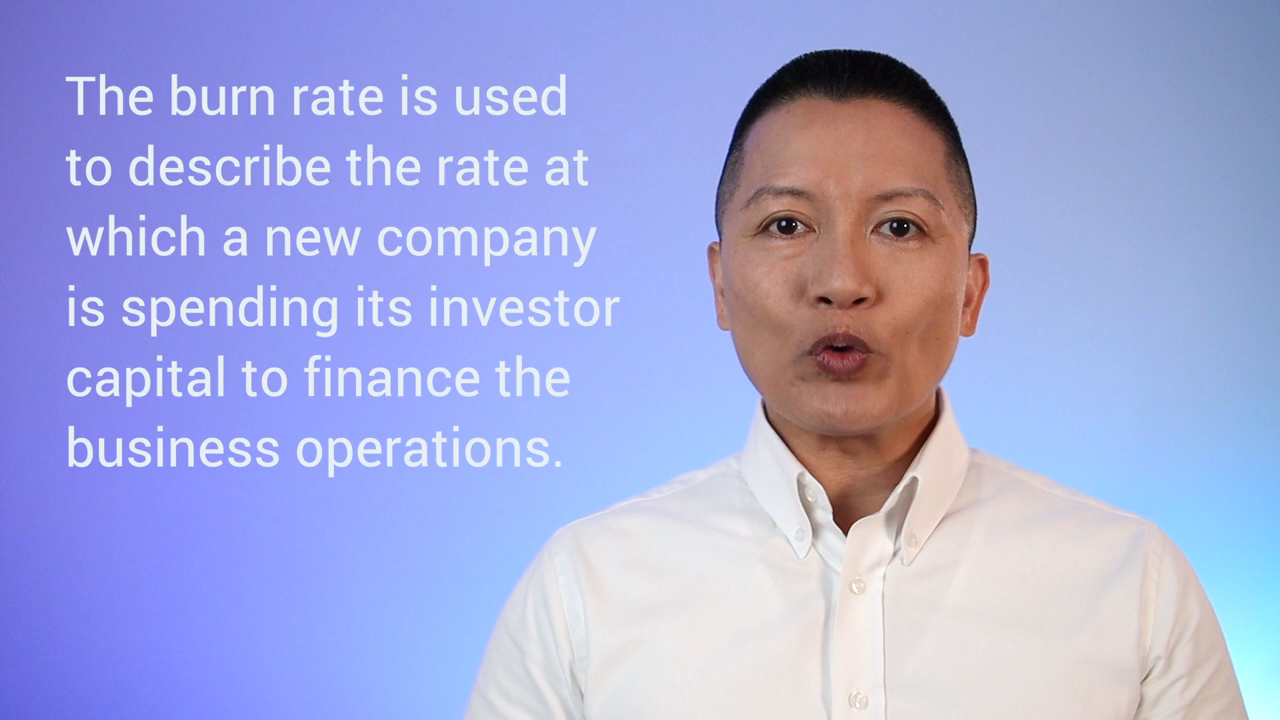 The burn rate is used
to describe the rate at
which a new company
is spending its investor
capital to finance the
business operations.